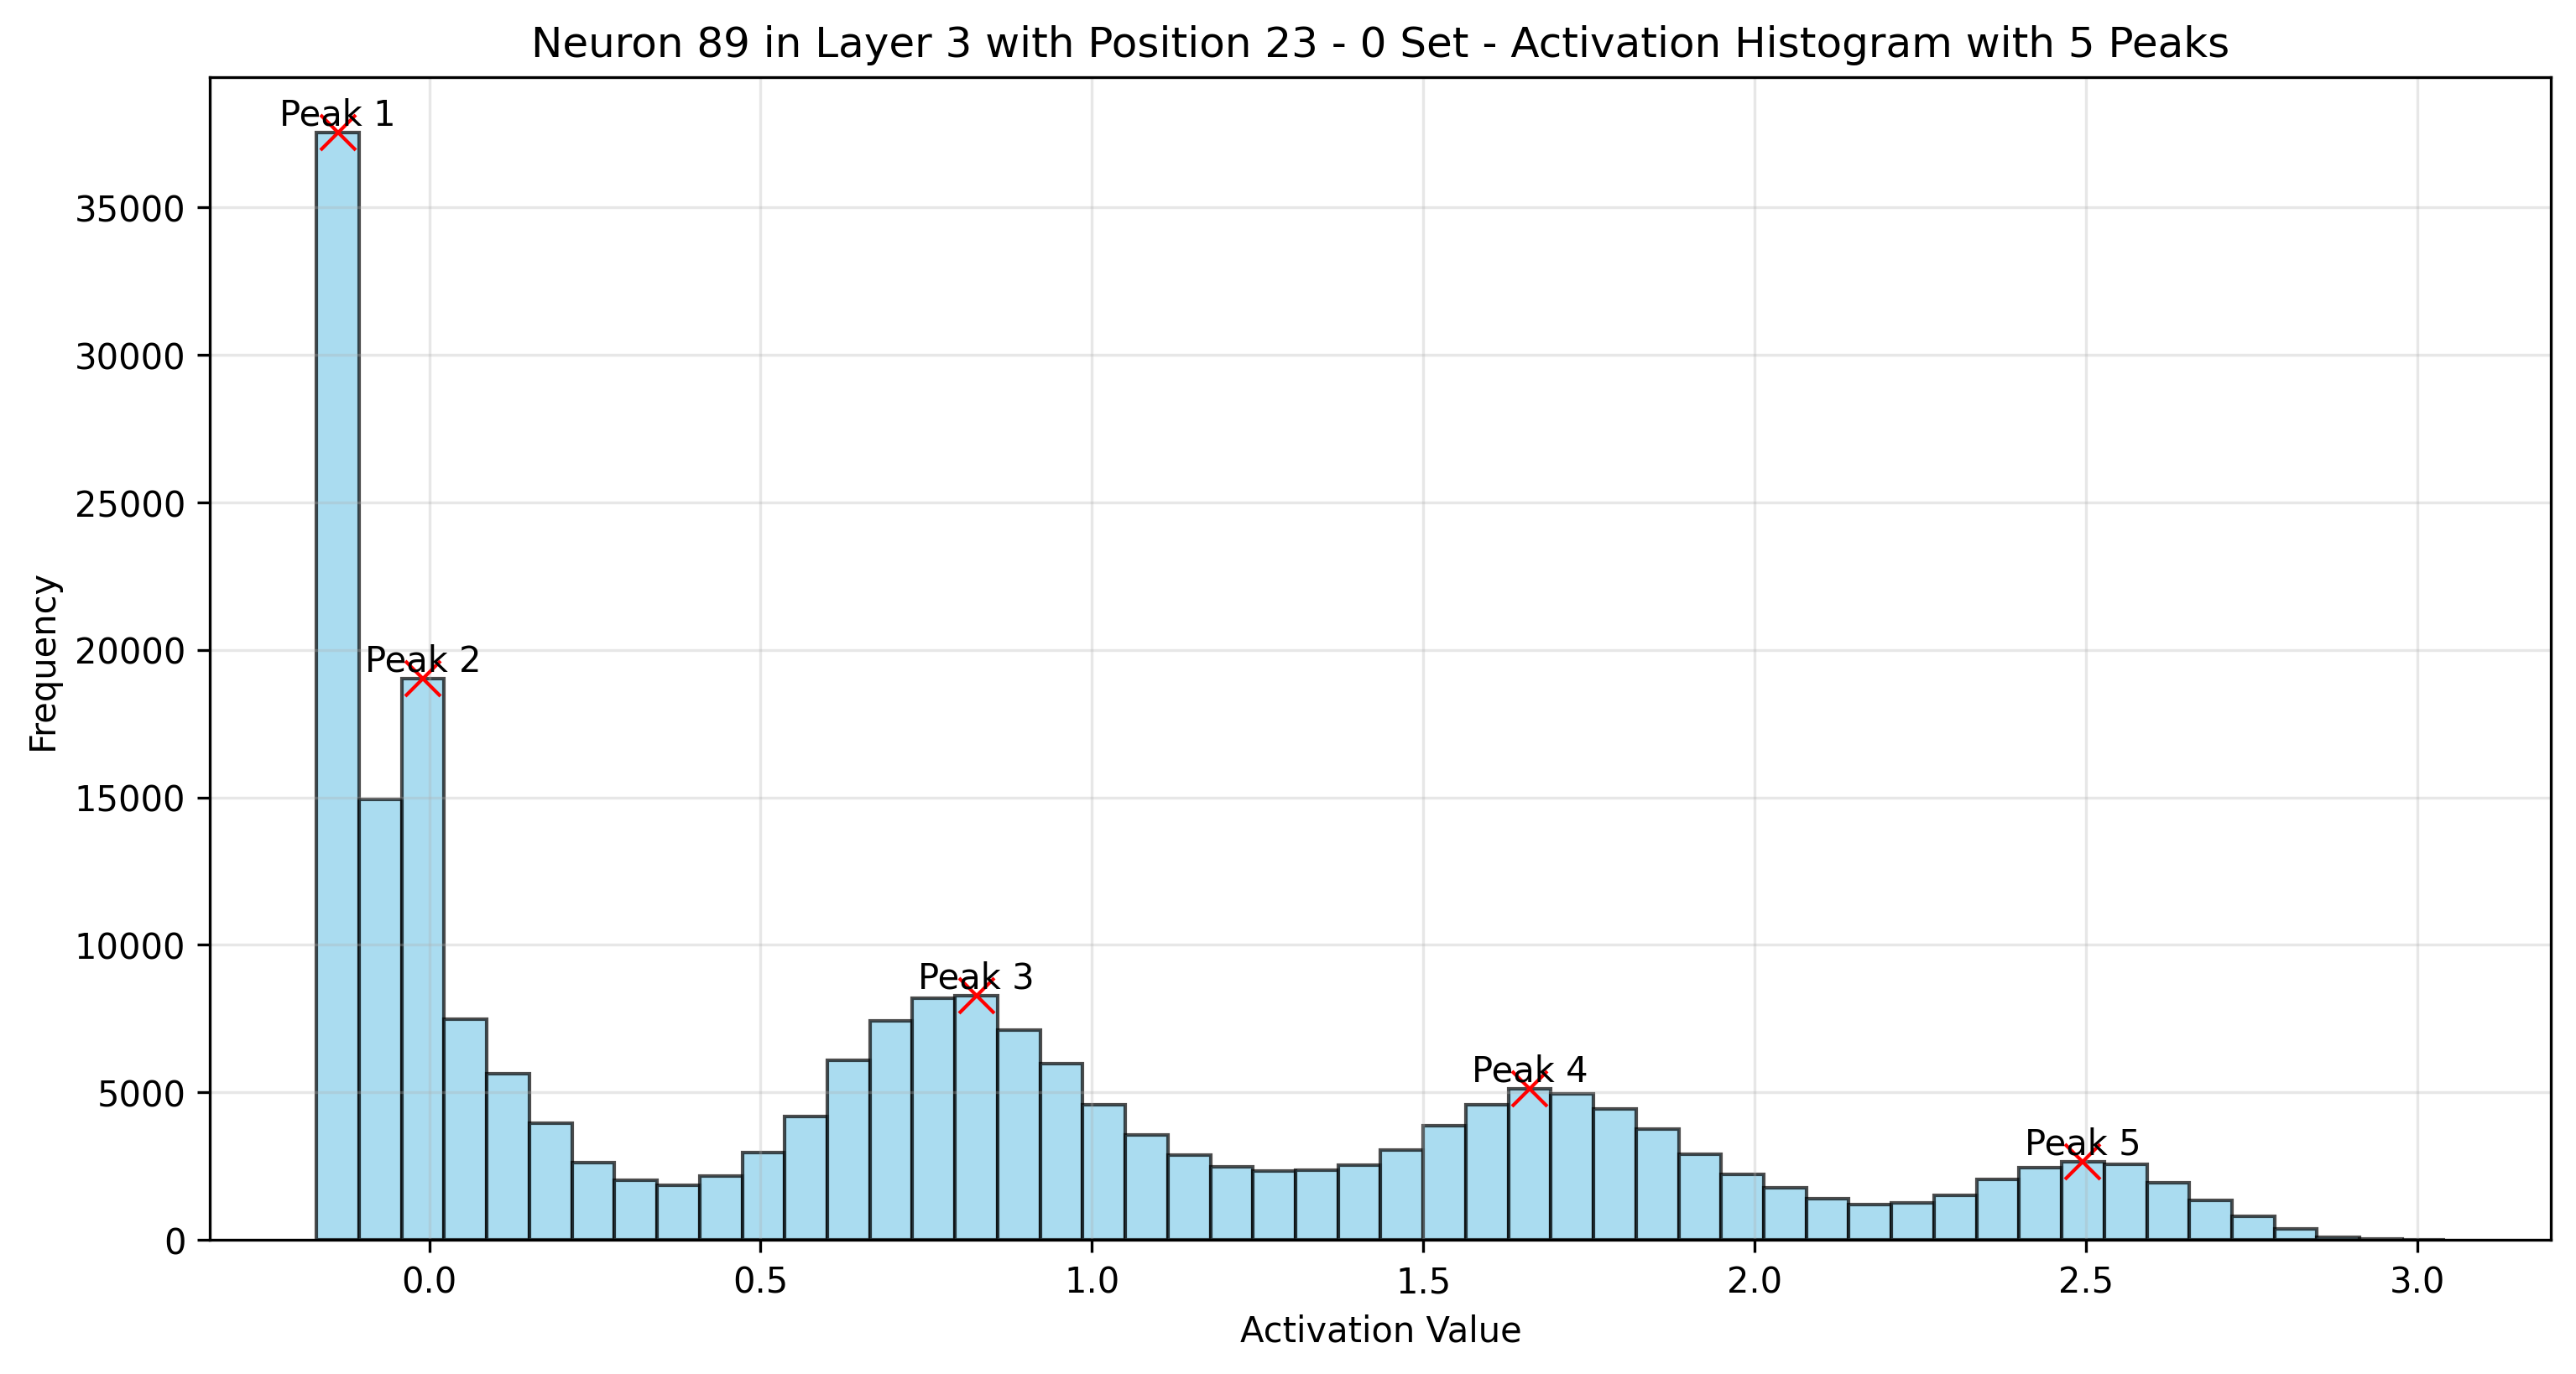 Neuron 89 in Layer 3 with Position 23 - 0 Set - Activation Histogram with 5 Peaks
Peak 1
35000
30000
25000
20000
15000
10000
5000
0
Frequency
Peak 2
Peak 3
Peak 4
Peak 5
0.0 0.5 1.0 1.5 2.0 2.5 3.0
Activation Value